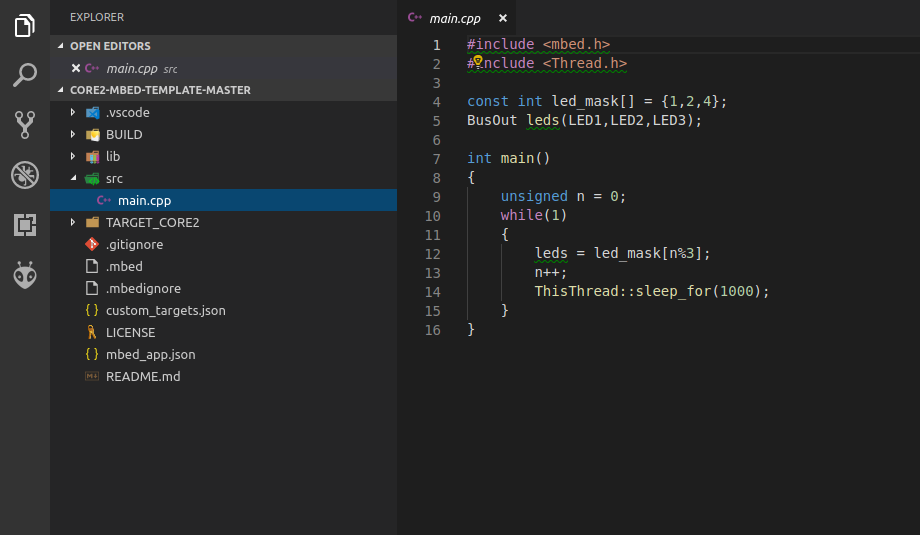 EXPLORER
OPEN EDITORS
main.cpp src
CORE2-MBED-TEMPLATE-MASTER
.vscode
BUILD
lib
src
main.cpp
TARGET_CORE2
.gitignore
.mbed
.mbedignore
custom_targets.json
LICENSE
mbed_app.json
README.md
main.cpp
1 #include <mbed.h>
2 #include <Thread.h>
3
4 const int led_mask[] = {1,2,4};
5 BusOut leds(LED1,LED2,LED3);
6
7 int main()
8 {
9 unsigned n = 0;
10 while(1)
11 {
12 leds = led_mask[n%3];
13 n++;
14 ThisThread::sleep_for(1000);
15 }
16 }